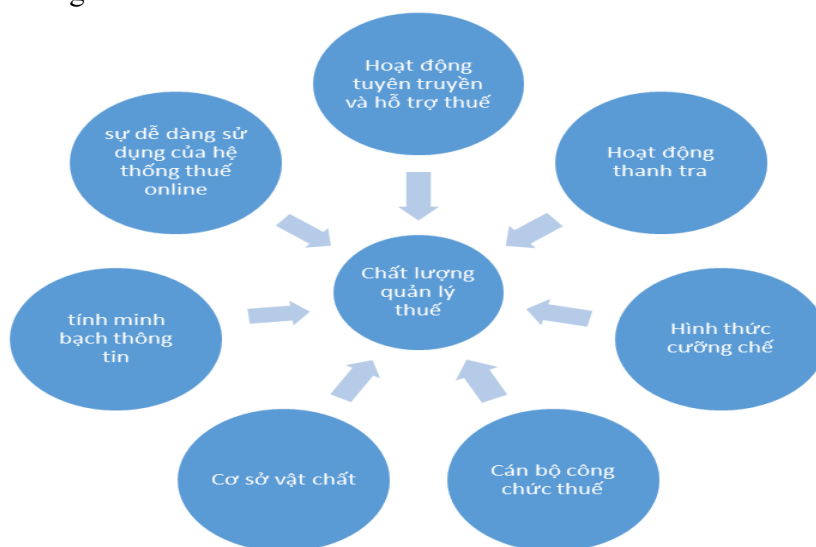 Hoạt động
tuyên truyền
và hỗ trợ thuế
Hoạt động
thanh tra
Hình thức
cưỡng chế
Cán bộ công
chức thuế
Cơ sở vật chất
tính minh
bạch thông
tin
sự dễ dàng sử
dụng của hệ
thống thuế
online
Chất lượng
quản lý
thuế